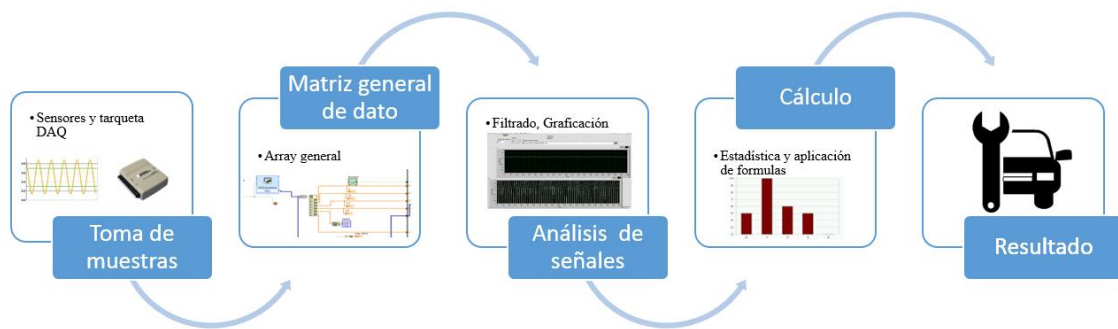 • Sensores y tarqueta
DAQ
Toma de
muestras
Matriz general
de dato
• Array general
• Filtrado, Graficación
Análisis de
señales
Cálculo
• Estadística y aplicación
de formulas
Resultado